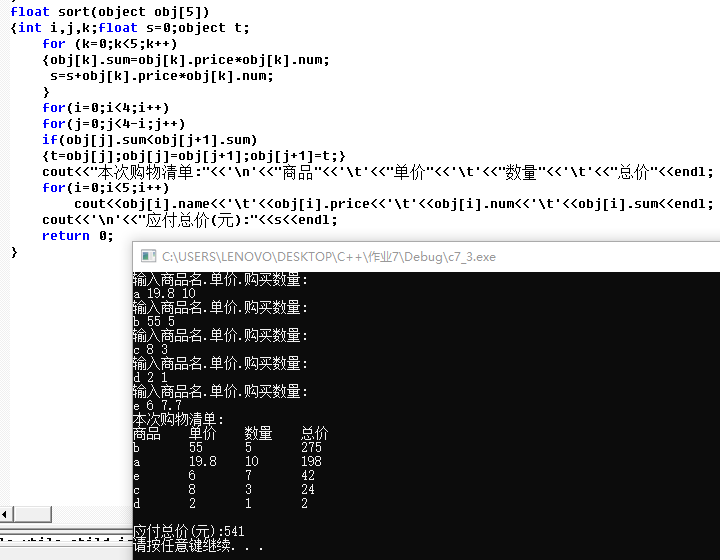 float sort(object obj[5])
{int i,j,k;float s=0;object t;
for (k=0;k<5;k++)
{obj[k].sum=obj[k].price*obj[k].num;
s=s+obj[k].price*obj[k].num;
}
for(i=0;i<4;i++)
for(j=0;j<4-i;j++)
if(obj[j].sum<obj[j+1].sum)
{t=obj[j];obj[j]=obj[j+1];obj[j+1]=t;}
cout<<"本次购物清单:"<<'\n'<<"商品"<<'\t'<<"单价"<<'\t'<<"数量"<<'\t'<<"总价"<<endl;
for(i=0;i<5;i++)
cout<<obj[i].name<<'\t'<<obj[i].price<<'\t'<<obj[i].num<<'\t'<<obj[i].sum<<endl;
cout<<'\n'<<"应付总价(元):"<<s<<endl;
return 0;
}
C:\USERS\LENOVO\DESKTOP\C++\作业7\Debug\c7_3.exe
输入商品名.单价.购买数量:
a 19.8 10
输入商品名.单价.购买数量:
b 55 5
输入商品名.单价.购买数量:
c 8 3
输入商品名.单价.购买数量:
d 2 1
输入商品名.单价.购买数量:
e 6 7.7
本次购物清单:
商品 单价 数量 总价
b 55 5 275
a 19.8 10 198
e 6 7 42
c 8 3 24
d 2 1 2
应付总价(元):541
请按任意键继续. . .